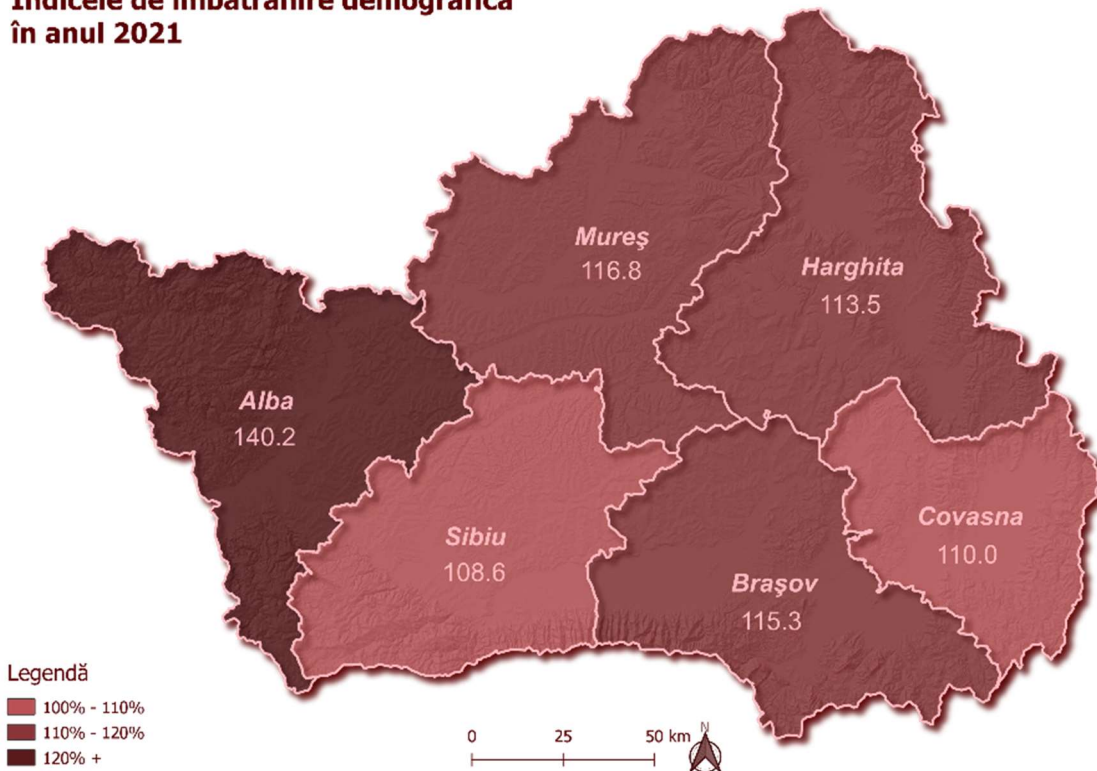 Indicele de îmbătrânire demografică
în anul 2021
Mureş
116.8
Harghita
113.5
Alba
140.2
Sibiu
108.6
Covasna
110.0
Braşov
115.3
Legendă
100% - 110%
110% - 120%
120% +
0 25 50 km
N